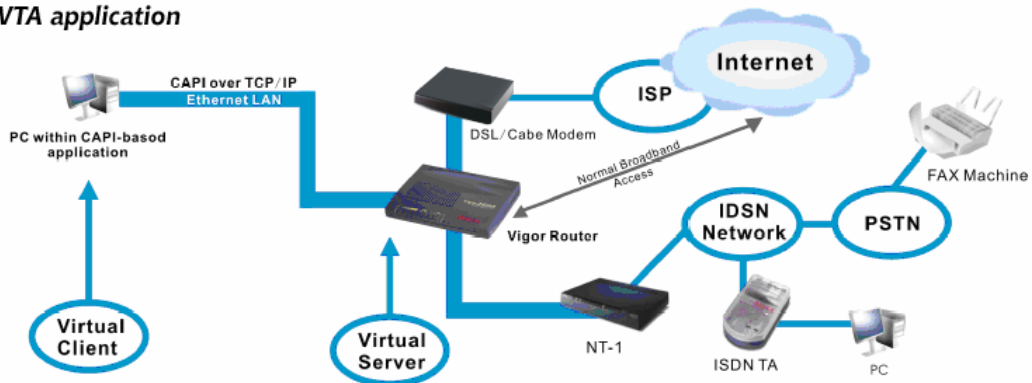 VTA application
CAPI over TCP/IP
Ethernet LAN
PC within CAPI-basod
application
DSL/Cabe Modem
ISP
Internet
Normal Broadband
Access
FAX Machine
Vigor Router
IDSN
Network
PSTN
Virtual
Client
Virtual
Server
NT-1
ISDN TA
PC